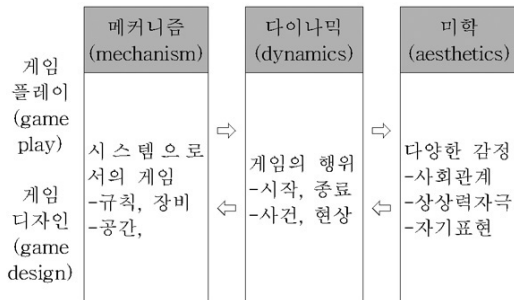 메커니즘
(mechanism)
다이나믹
(dynamics)
미학
(aesthetics)
게임
플레이
(game
play)
게임
디자인
(game
design)
시스템으로
서의 게임
-규칙, 장비
-공간,
게임의 행위
-시작, 종료
-사건, 현상
다양한 감정
-사회관계
-상상력자극
-자기표현